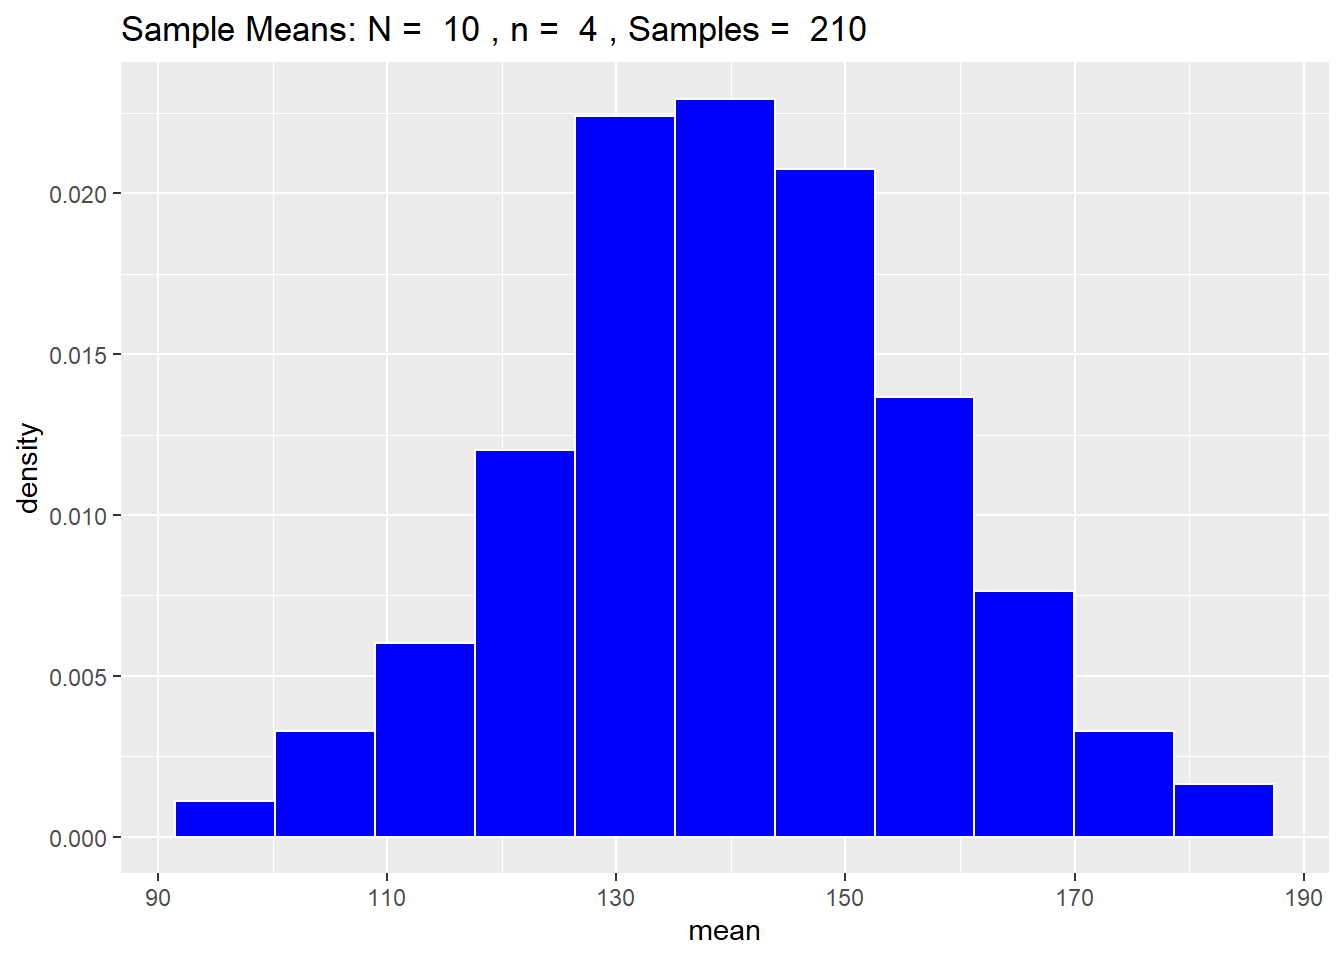 Sample Means: N =  10 , n =  4 , Samples =  210
density
0.020
0.015
0.010
0.005
0.000
90 110 130 150 170 190
mean